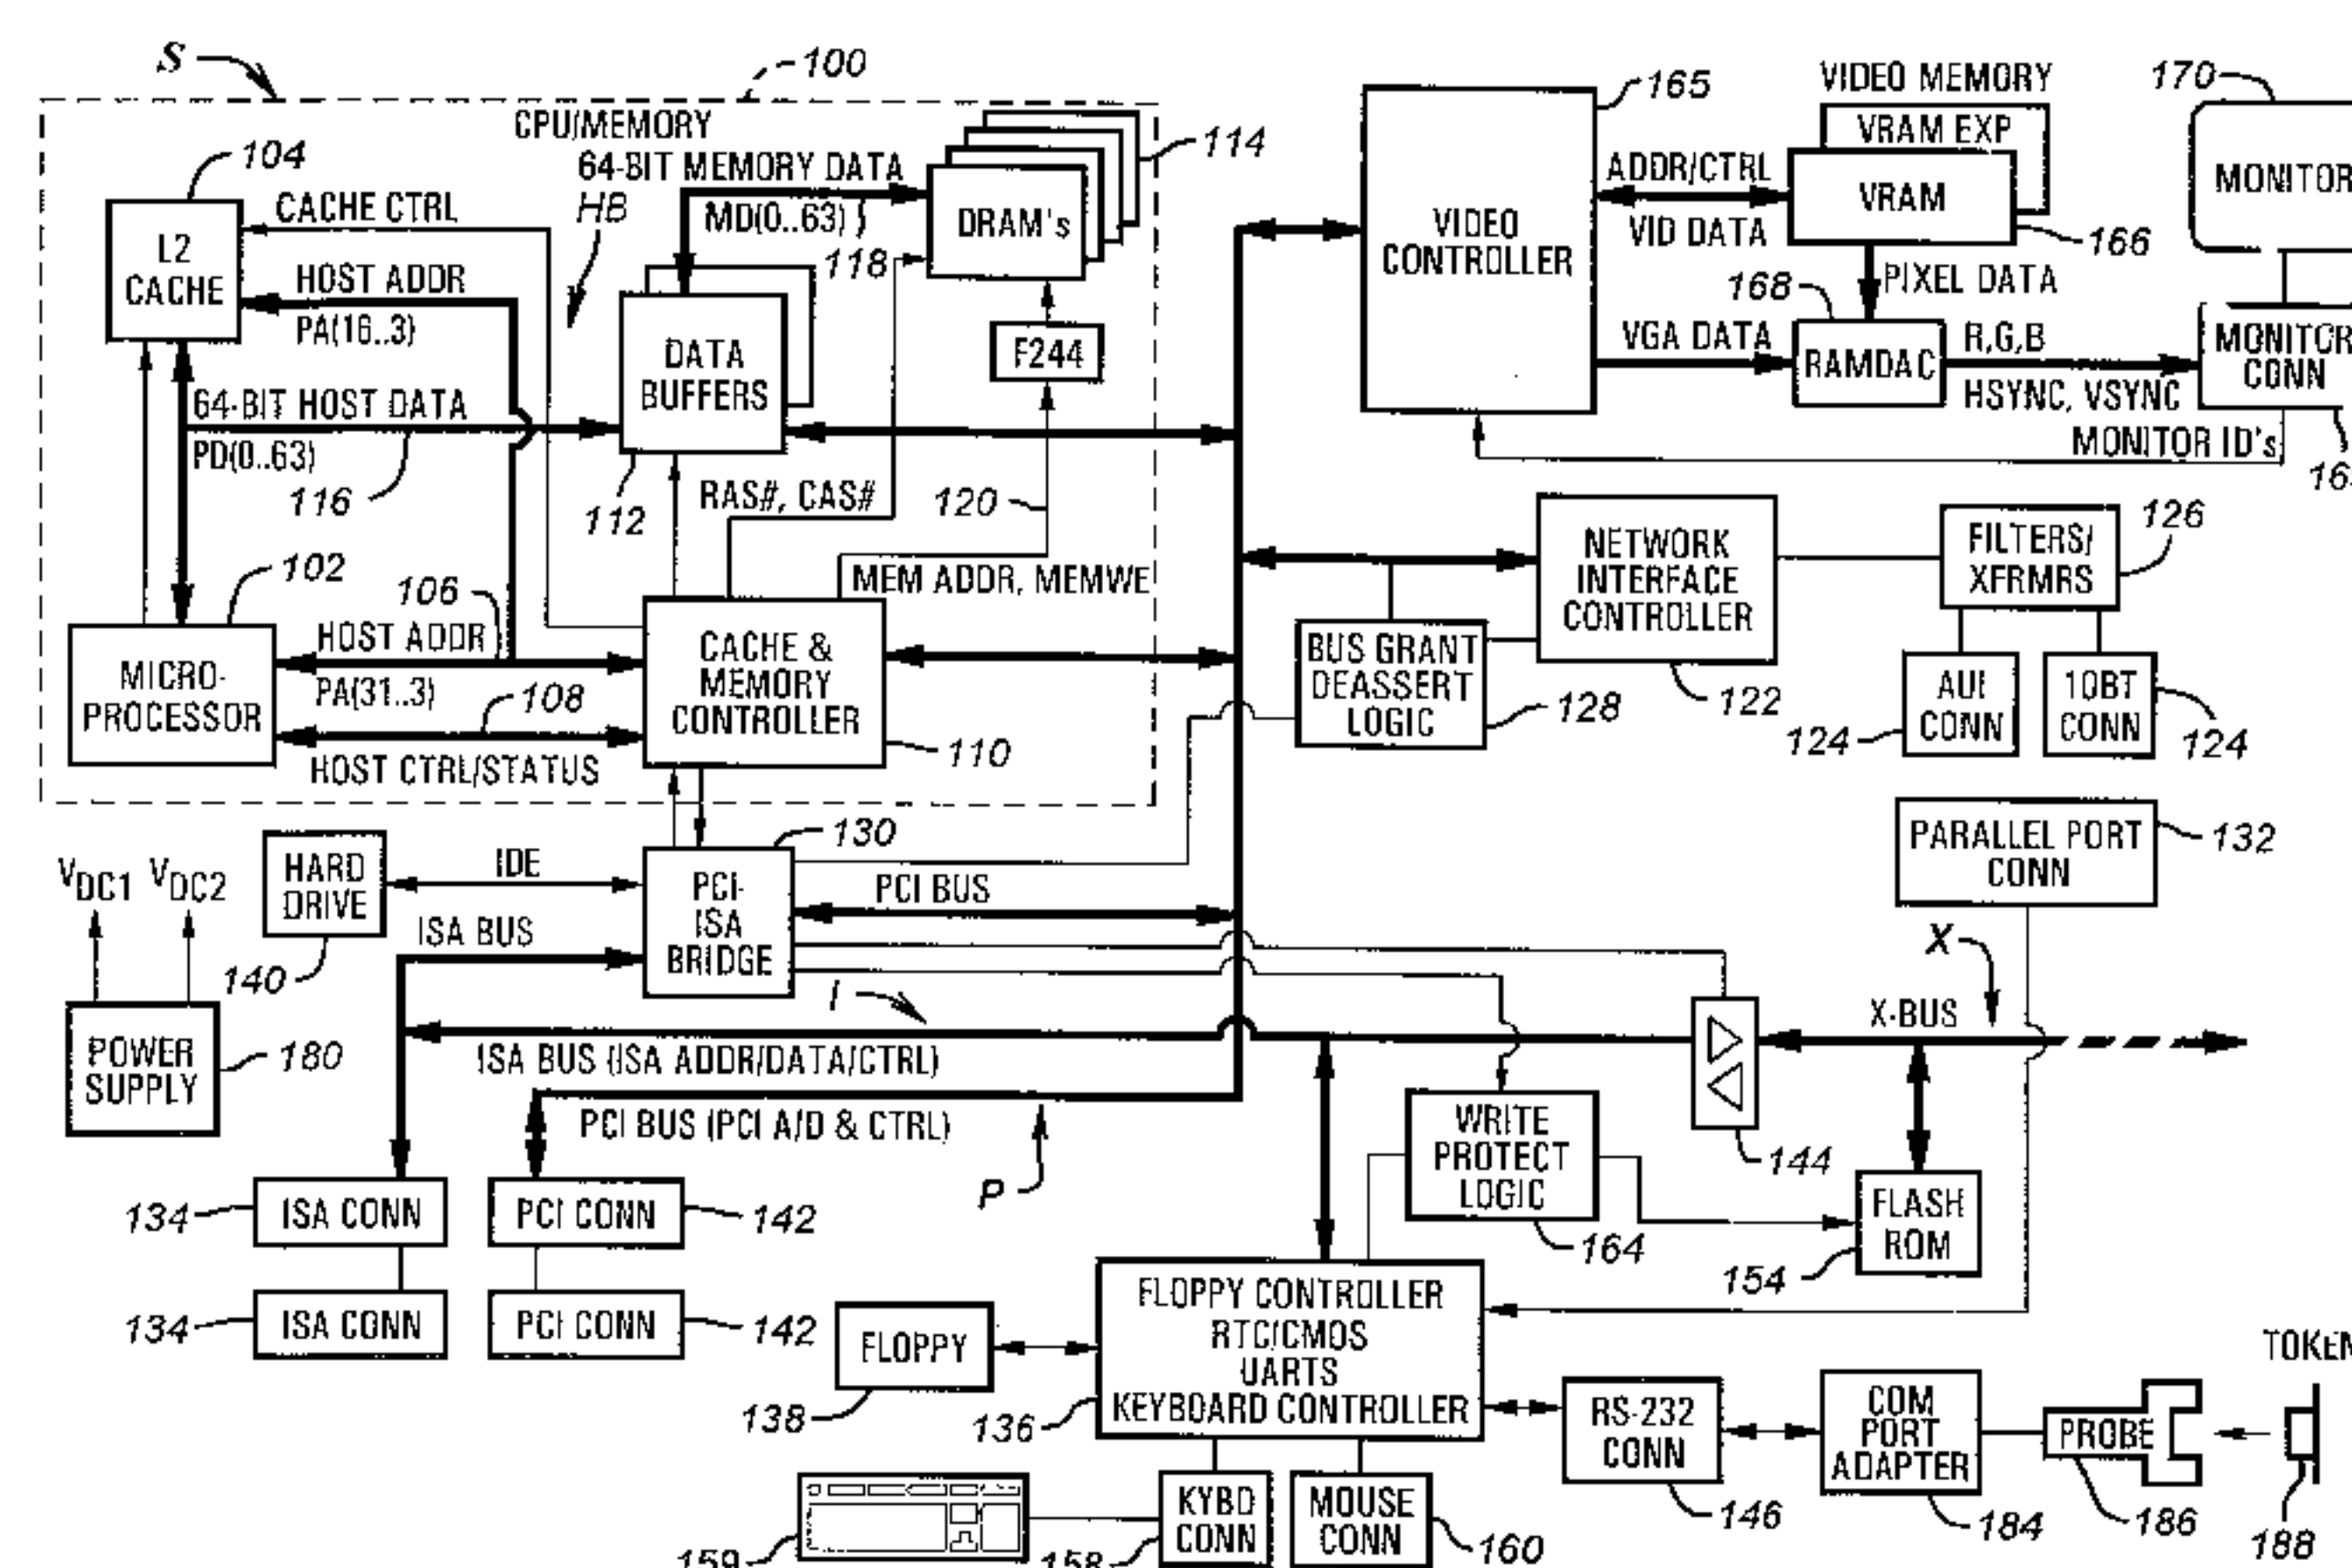 S
100
CPU/MEMORY
104
64-BIT MEMORY DATA
114
CACHE CTRL
HB
MD(0..63)
DRAM's
L2
CACHE
118
HOST ADDR
PA(16..3)
DATA
BUFFERS
F244
64-BIT HOST DATA
PD(0..63)
116
112
RAS#, CAS#
120
102
106
MEM ADDR, MEMWE
HOST ADDR
PA(31..3)
MICRO-
PROCESSOR
108
CACHE &
MEMORY
CONTROLLER
110
HOST CTRL/STATUS
165
VIDEO
CONTROLLER
VIDEO MEMORY
VRAM EXP
VRAM
ADDR/CTRL
VID DATA
166
168
PIXEL DATA
VGA DATA
RAMDAC
R,G,B
HSYNC, VSYNC
170
MONITOR
MONITOR
CONN
MONITOR ID's
NETWORK
INTERFACE
CONTROLLER
122
FILTERS/
XFRMRS
126
BUS GRANT
DEASSERT
LOGIC
128
AUI
CONN
124
10BT
CONN
124
130
HARD
DRIVE
140
IDE
PCI-
ISA
BRIDGE
PCI BUS
VDC1 VDC2
ISA BUS
POWER
SUPPLY
180
I
ISA BUS (ISA ADDR/DATA/CTRL)
PCI BUS (PCI A/D & CTRL)
P
PARALLEL PORT
CONN
132
X
X-BUS
144
WRITE
PROTECT
LOGIC
164
FLASH
ROM
154
134
ISA CONN
PCI CONN
142
134
ISA CONN
PCI CONN
142
FLOPPY
138
FLOPPY CONTROLLER
RTC/CMOS
UARTS
KEYBOARD CONTROLLER
136
RS-232
CONN
146
COM
PORT
ADAPTER
184
PROBE
186
TOKEN
188
159
158
KYBD
CONN
MOUSE
CONN
160